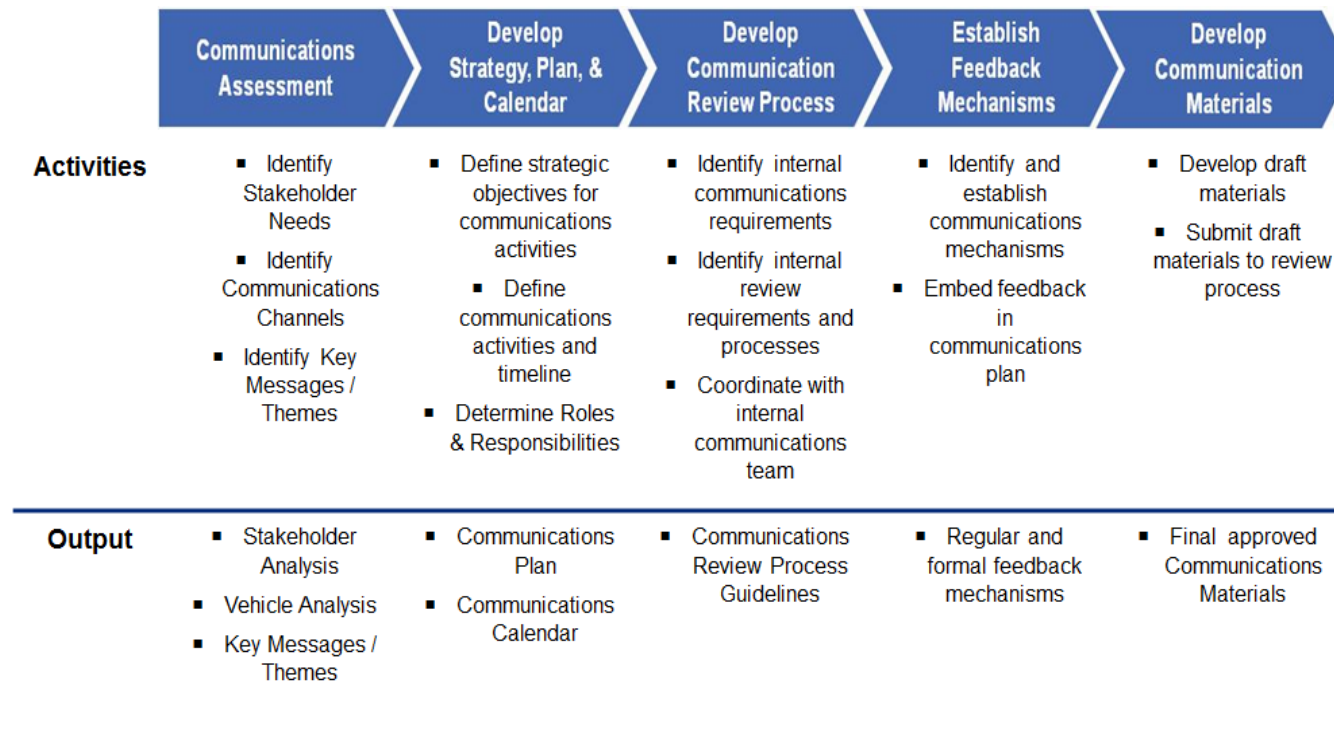 Communications
Assessment
Develop
Strategy, Plan, &
Calendar
Develop
Communication
Review Process
Establish
Feedback
Mechanisms
Develop
Communication
Materials
Activities
▪ Identify
Stakeholder
Needs
▪ Identify
Communications
Channels
▪ Identify Key
Messages /
Themes
▪ Define strategic
objectives for
communications
activities
▪ Define
communications
activities and
timeline
▪ Determine Roles
& Responsibilities
▪ Identify internal
communications
requirements
▪ Identify internal
review
requirements and
processes
▪ Coordinate with
internal
communications
team
▪ Identify and
establish
communications
mechanisms
▪ Embed feedback
in
communications
plan
▪ Develop draft
materials
▪ Submit draft
materials to review
process
Output
▪ Stakeholder
Analysis
▪ Vehicle Analysis
▪ Key Messages /
Themes
▪ Communications
Plan
▪ Communications
Calendar
▪ Communications
Review Process
Guidelines
▪ Regular and
formal feedback
mechanisms
▪ Final approved
Communications
Materials